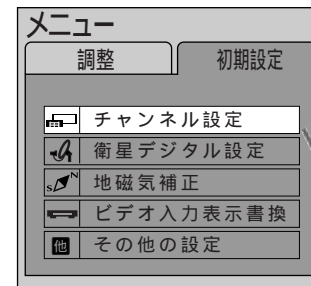 メニュー
調整 初期設定
チャンネル設定
衛星デジタル設定
S N 地磁気補正
ビデオ入力表示書換
他 その他の設定